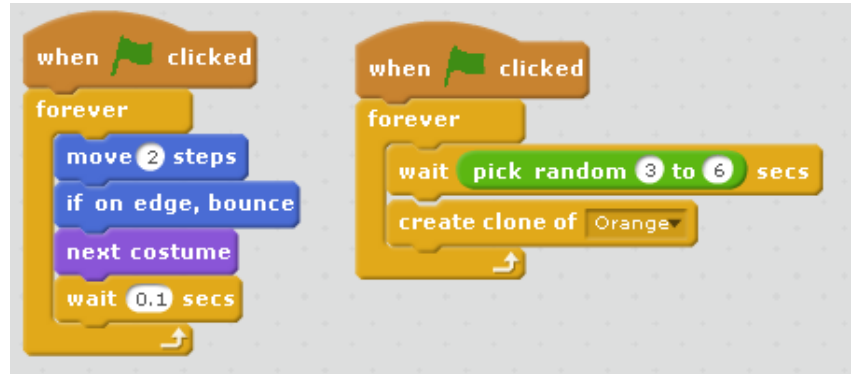 when clicked
forever
move 2 steps
if on edge, bounce
next costume
wait 0.1 secs
when clicked
forever
wait pick random 3 to 6 secs
create clone of Orange